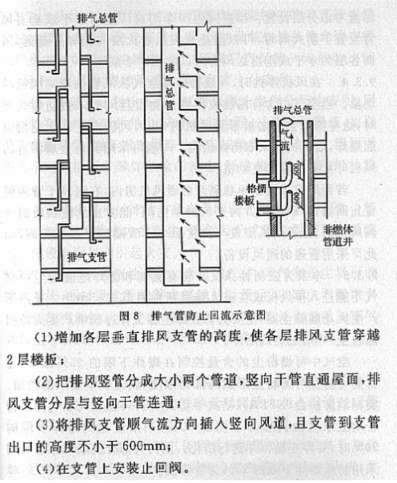 排气总管
排气总管
排气总管
气流
格栅
楼板
排气支管
非燃体
管道井
图 8 排气管防止回流示意图
(1)增加各层垂直排风支管的高度,使各层排风支管穿越
2 层楼板;
(2)把排风竖管分成大小两个管道,竖向干管直通屋面,排
风支管分层与竖向干管连通;
(3)将排风支管顺气流方向插入竖向风道,且支管到支管
出口的高度不小于600mm;
(4)在支管上安装止回阀。